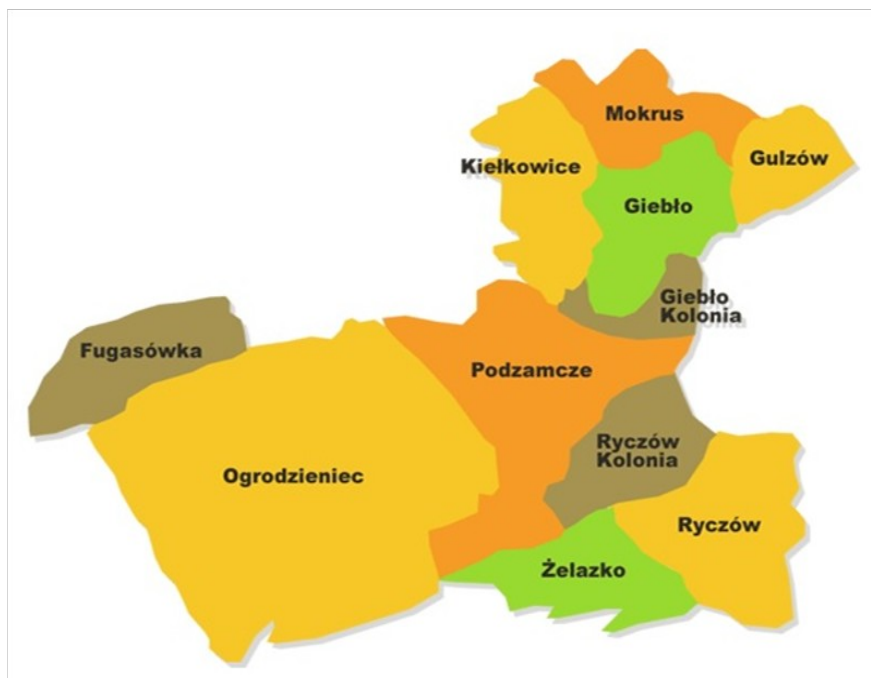 Mokrus
Gulzów
Kiełkowice
Giebło
Giebło
Kolonia
Fugasówka
Podzamcze
Ryczów
Kolonia
Ogrodzieniec
Ryczów
Żelazko